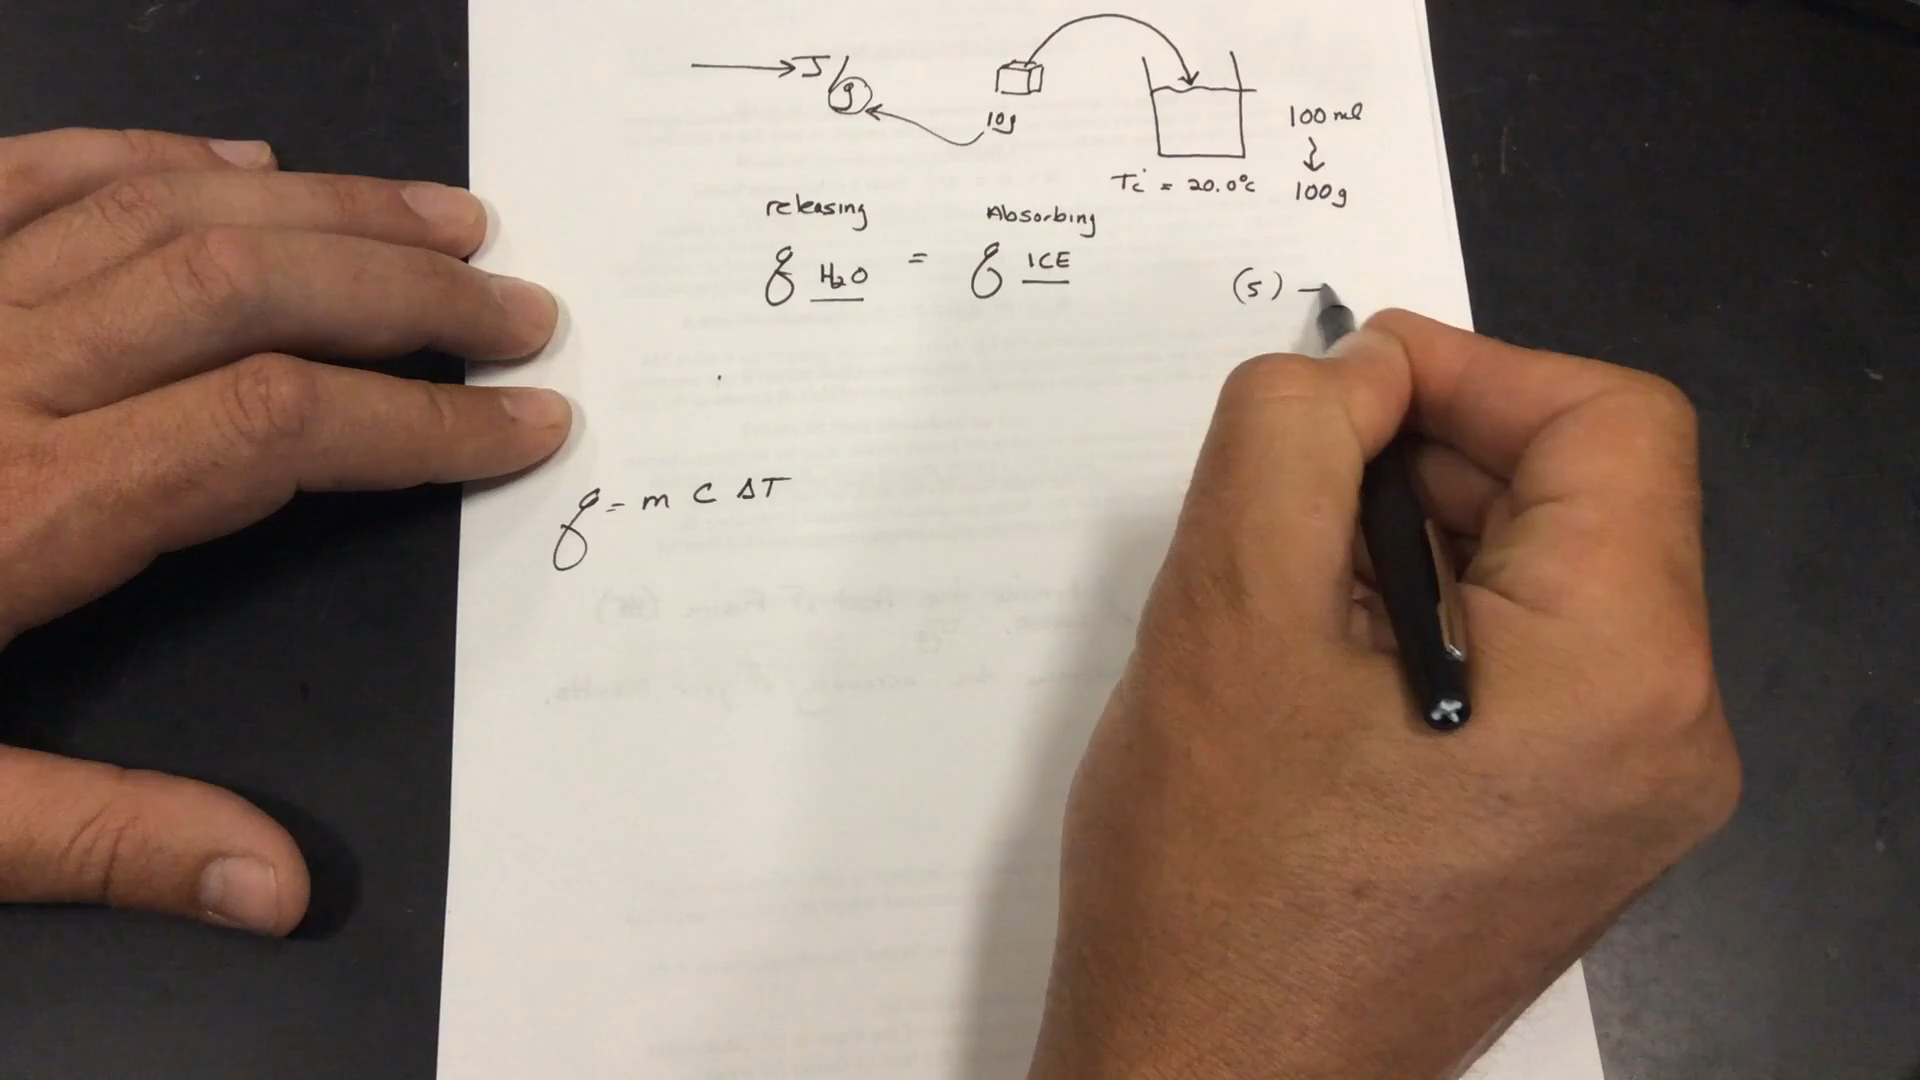 J/g
10g
100 ml
Ti = 20.0°c
100g
releasing Absorbing
q H2O = q ICE
(s) –
q = m C ΔT